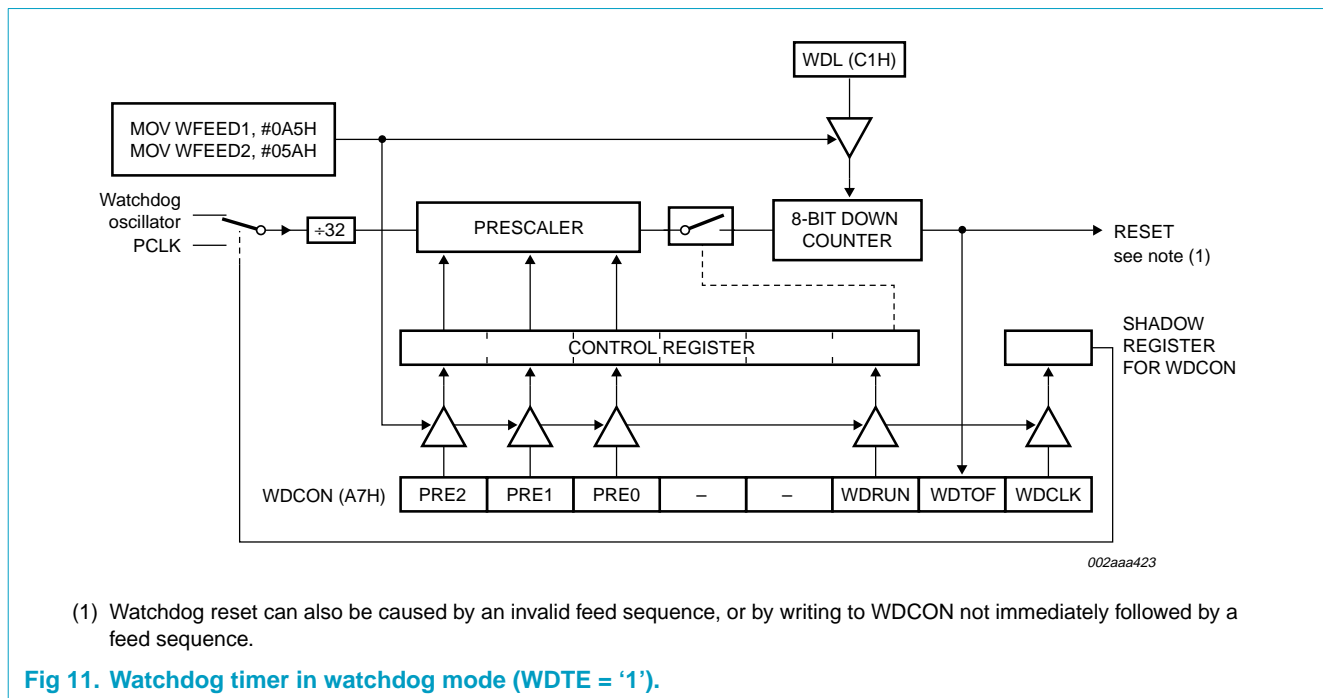 WDL (C1H)
MOV WFEED1, #0A5H
MOV WFEED2, #05AH
Watchdog
oscillator
PCLK
÷32
PRESCALER
8-BIT DOWN
COUNTER
RESET
see note (1)
CONTROL REGISTER
SHADOW
REGISTER
FOR WDCON
WDCON (A7H)
PRE2
PRE1
PRE0
–
–
WDRUN
WDTOF
WDCLK
002aaa423
(1) Watchdog reset can also be caused by an invalid feed sequence, or by writing to WDCON not immediately followed by a
feed sequence.
Fig 11. Watchdog timer in watchdog mode (WDTE = ‘1’).